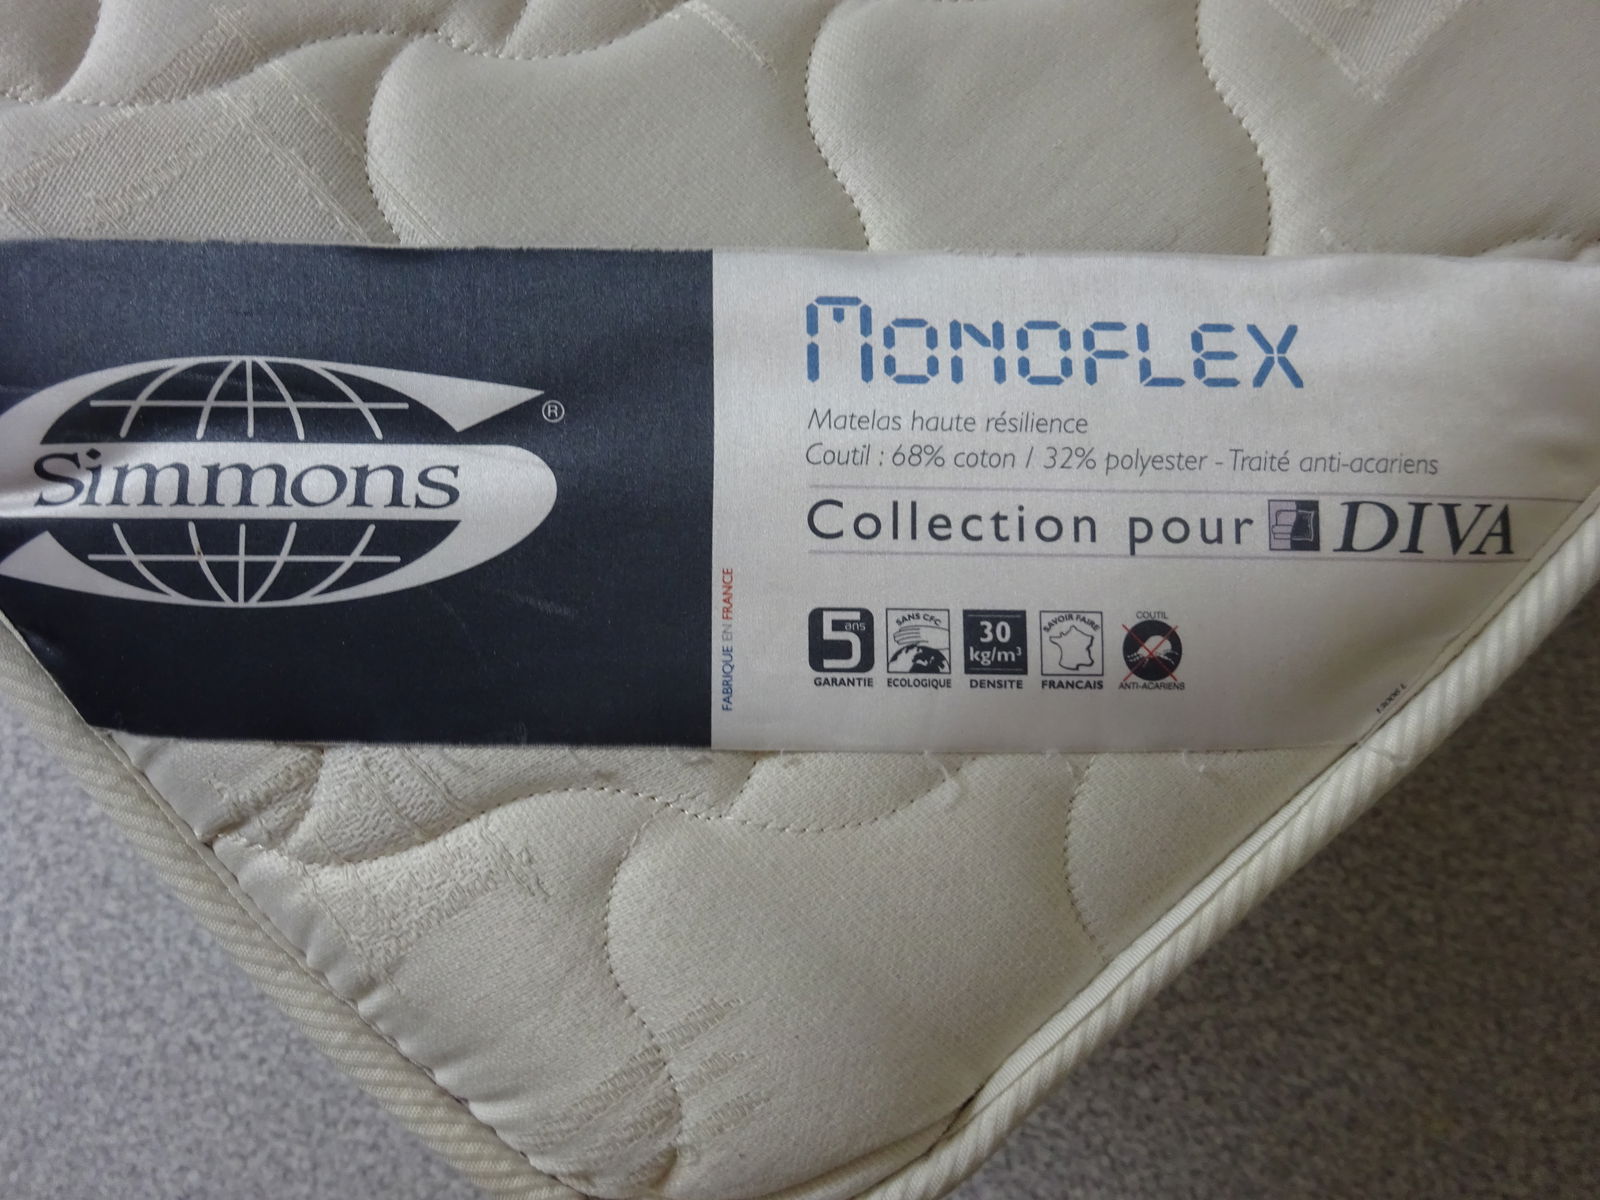 Simmons ®
MONOFLEX
Matelas haute résilience
Coutil : 68% coton / 32% polyester - Traité anti-acariens
Collection pour DIVA
FABRIQUE EN FRANCE
5 ans
GARANTIE
SANS CFC
ECOLOGIQUE
30
kg/m³
DENSITE
SAVOIR FAIRE
FRANCAIS
COUTIL
ANTI-ACARIENS